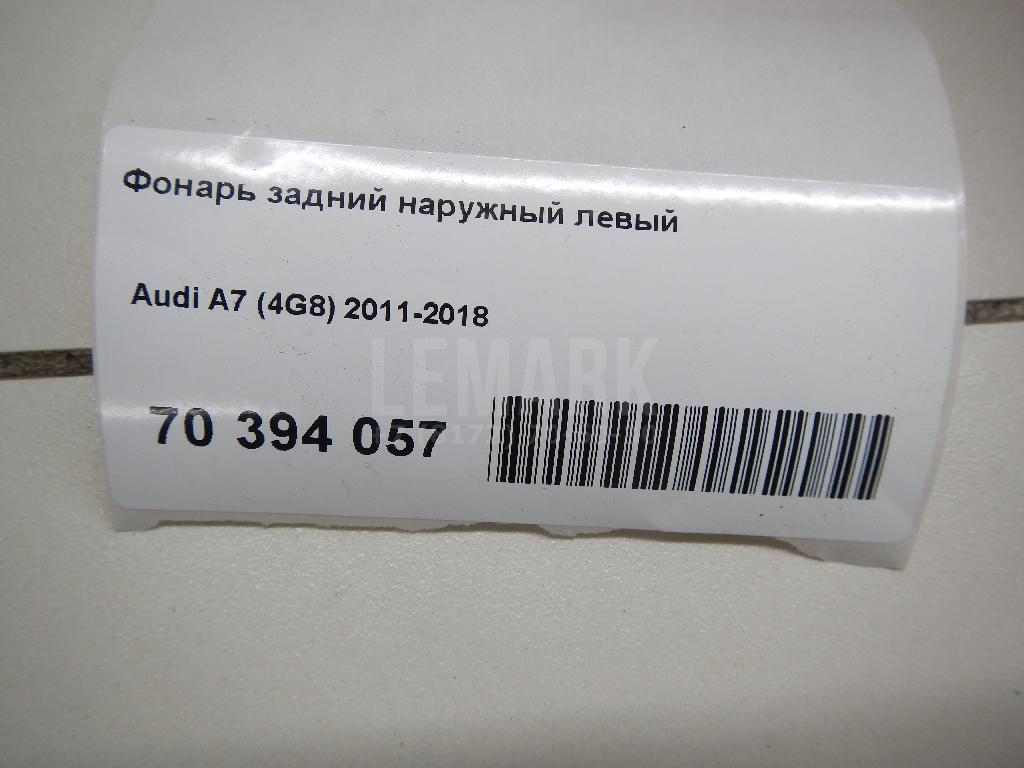 Фонарь задний наружный левый
Audi A7 (4G8) 2011-2018
LEMARK
70 394 057